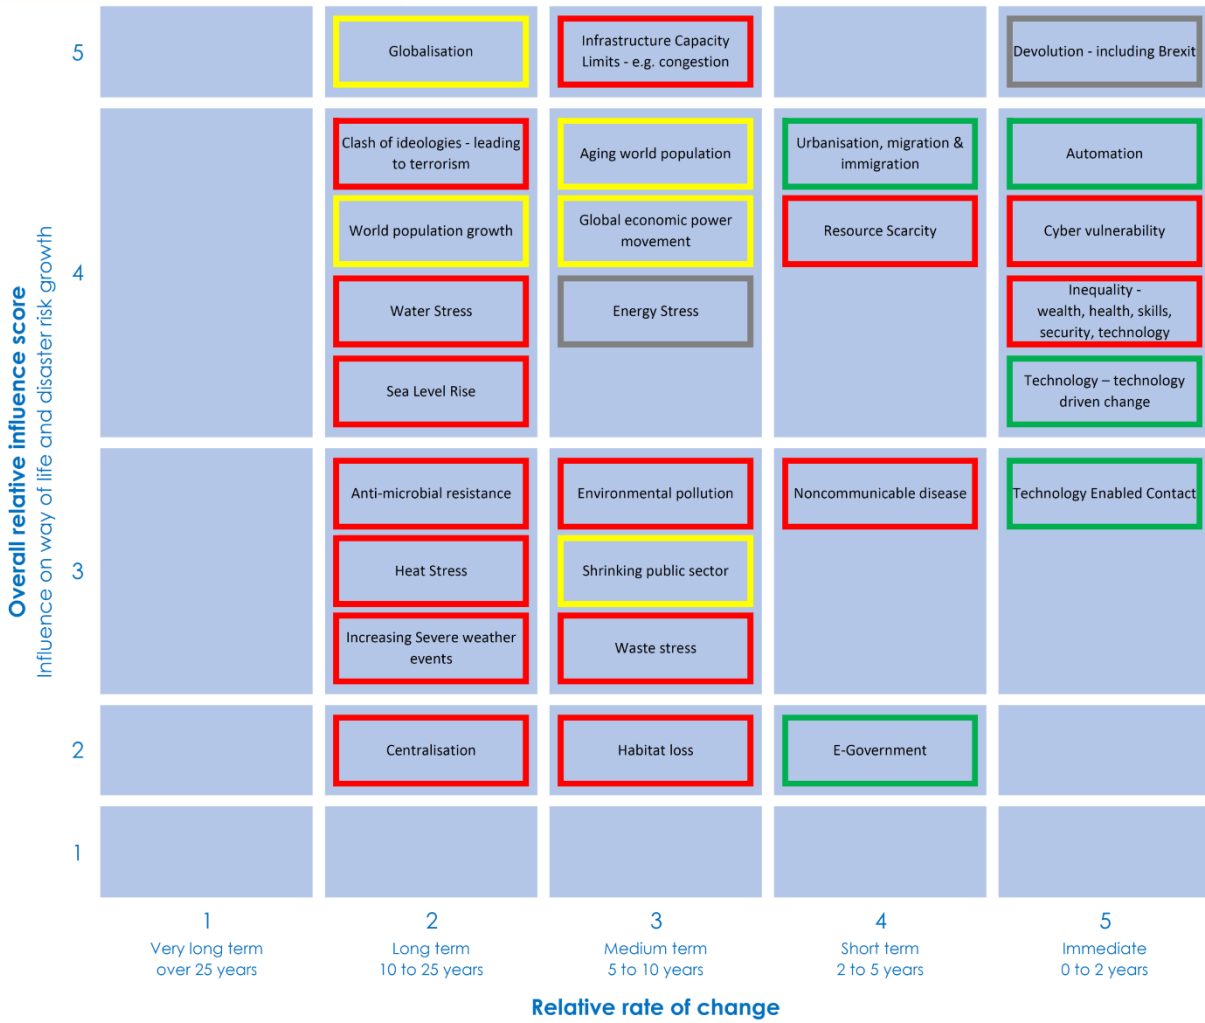 Overall relative influence score
Influence on way of life and disaster risk growth
5
Globalisation
Infrastructure Capacity
Limits - e.g. congestion
Devolution - including Brexit
4
Clash of ideologies - leading
to terrorism
Aging world population
Urbanisation, migration &
immigration
Automation
World population growth
Global economic power
movement
Resource Scarcity
Cyber vulnerability
Water Stress
Energy Stress
Inequality -
wealth, health, skills,
security, technology
Sea Level Rise
Technology – technology
driven change
3
Anti-microbial resistance
Environmental pollution
Noncommunicable disease
Technology Enabled Contact
Heat Stress
Shrinking public sector
Increasing Severe weather
events
Waste stress
2
Centralisation
Habitat loss
E-Government
1
1
Very long term
over 25 years
2
Long term
10 to 25 years
3
Medium term
5 to 10 years
4
Short term
2 to 5 years
5
Immediate
0 to 2 years
Relative rate of change